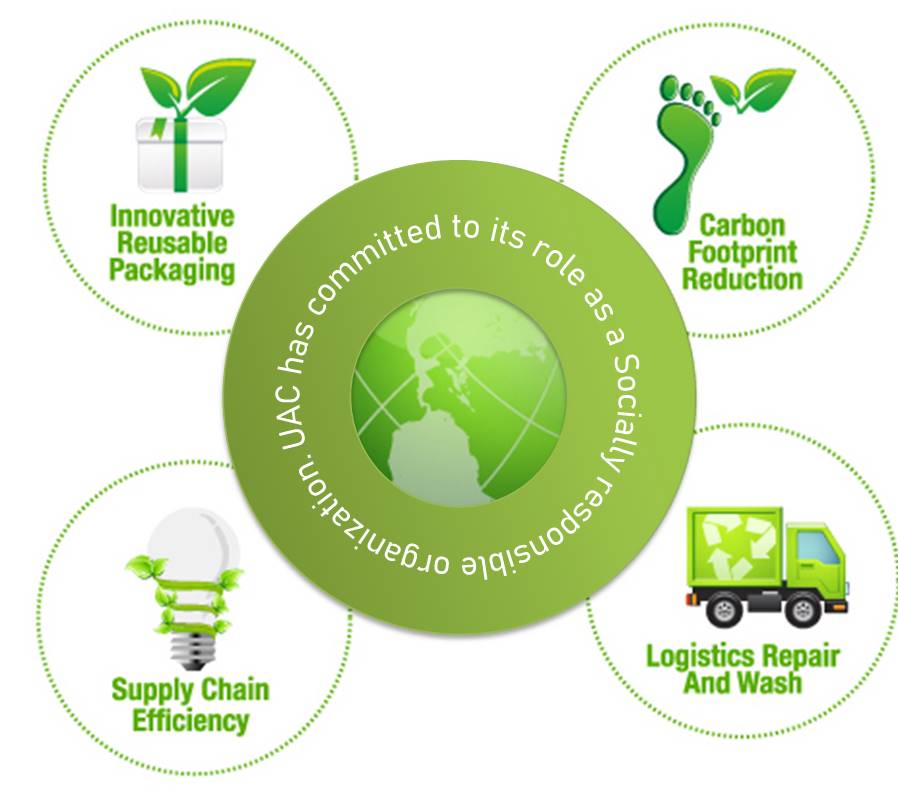 Innovative
Reusable
Packaging
Carbon
Footprint
Reduction
UAC has committed to its role as a Socially responsible organization.
Supply Chain
Efficiency
Logistics Repair
And Wash